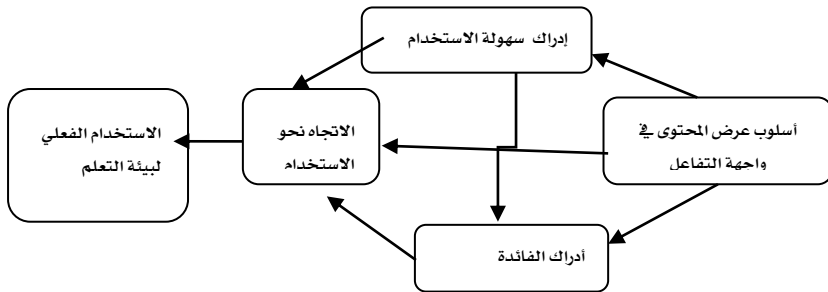 إدراك سهولة الاستخدام
أسلوب عرض المحتوى في
واجهة التفاعل
الاتجاه نحو
الاستخدام
الاستخدام الفعلي
لبيئة التعلم
أدراك الفائدة